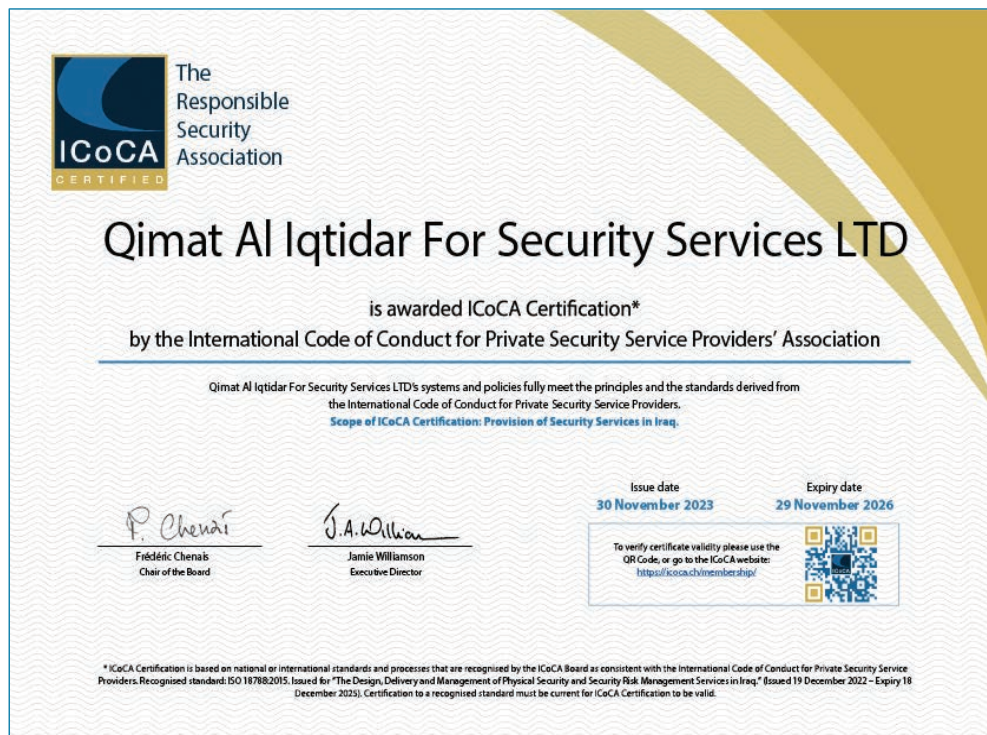 ICoCA
CERTIFIED
The
Responsible
Security
Association
Qimat Al Iqtidar For Security Services LTD
is awarded ICoCA Certification*
by the International Code of Conduct for Private Security Service Providers' Association
Qimat Al Iqtidar For Security Services LTD's systems and policies fully meet the principles and the standards derived from
the International Code of Conduct for Private Security Service Providers.
Scope of ICoCA Certification: Provision of Security Services in Iraq.
Issue date
30 November 2023
Expiry date
29 November 2026
F. Chenais
Frédéric Chenais
Chair of the Board
J.A. William
Jamie Williamson
Executive Director
To verify certificate validity please use the
QR Code, or go to the ICoCA website:
https://icoca.ch/membership/
ICoCA
* ICoCA Certification is based on national or international standards and processes that are recognised by the ICoCA Board as consistent with the International Code of Conduct for Private Security Service
Providers. Recognised standard: ISO 18788:2015. Issued for "The Design, Delivery and Management of Physical Security and Security Risk Management Services in Iraq." (Issued 19 December 2022 – Expiry 18
December 2025). Certification to a recognised standard must be current for ICoCA Certification to be valid.